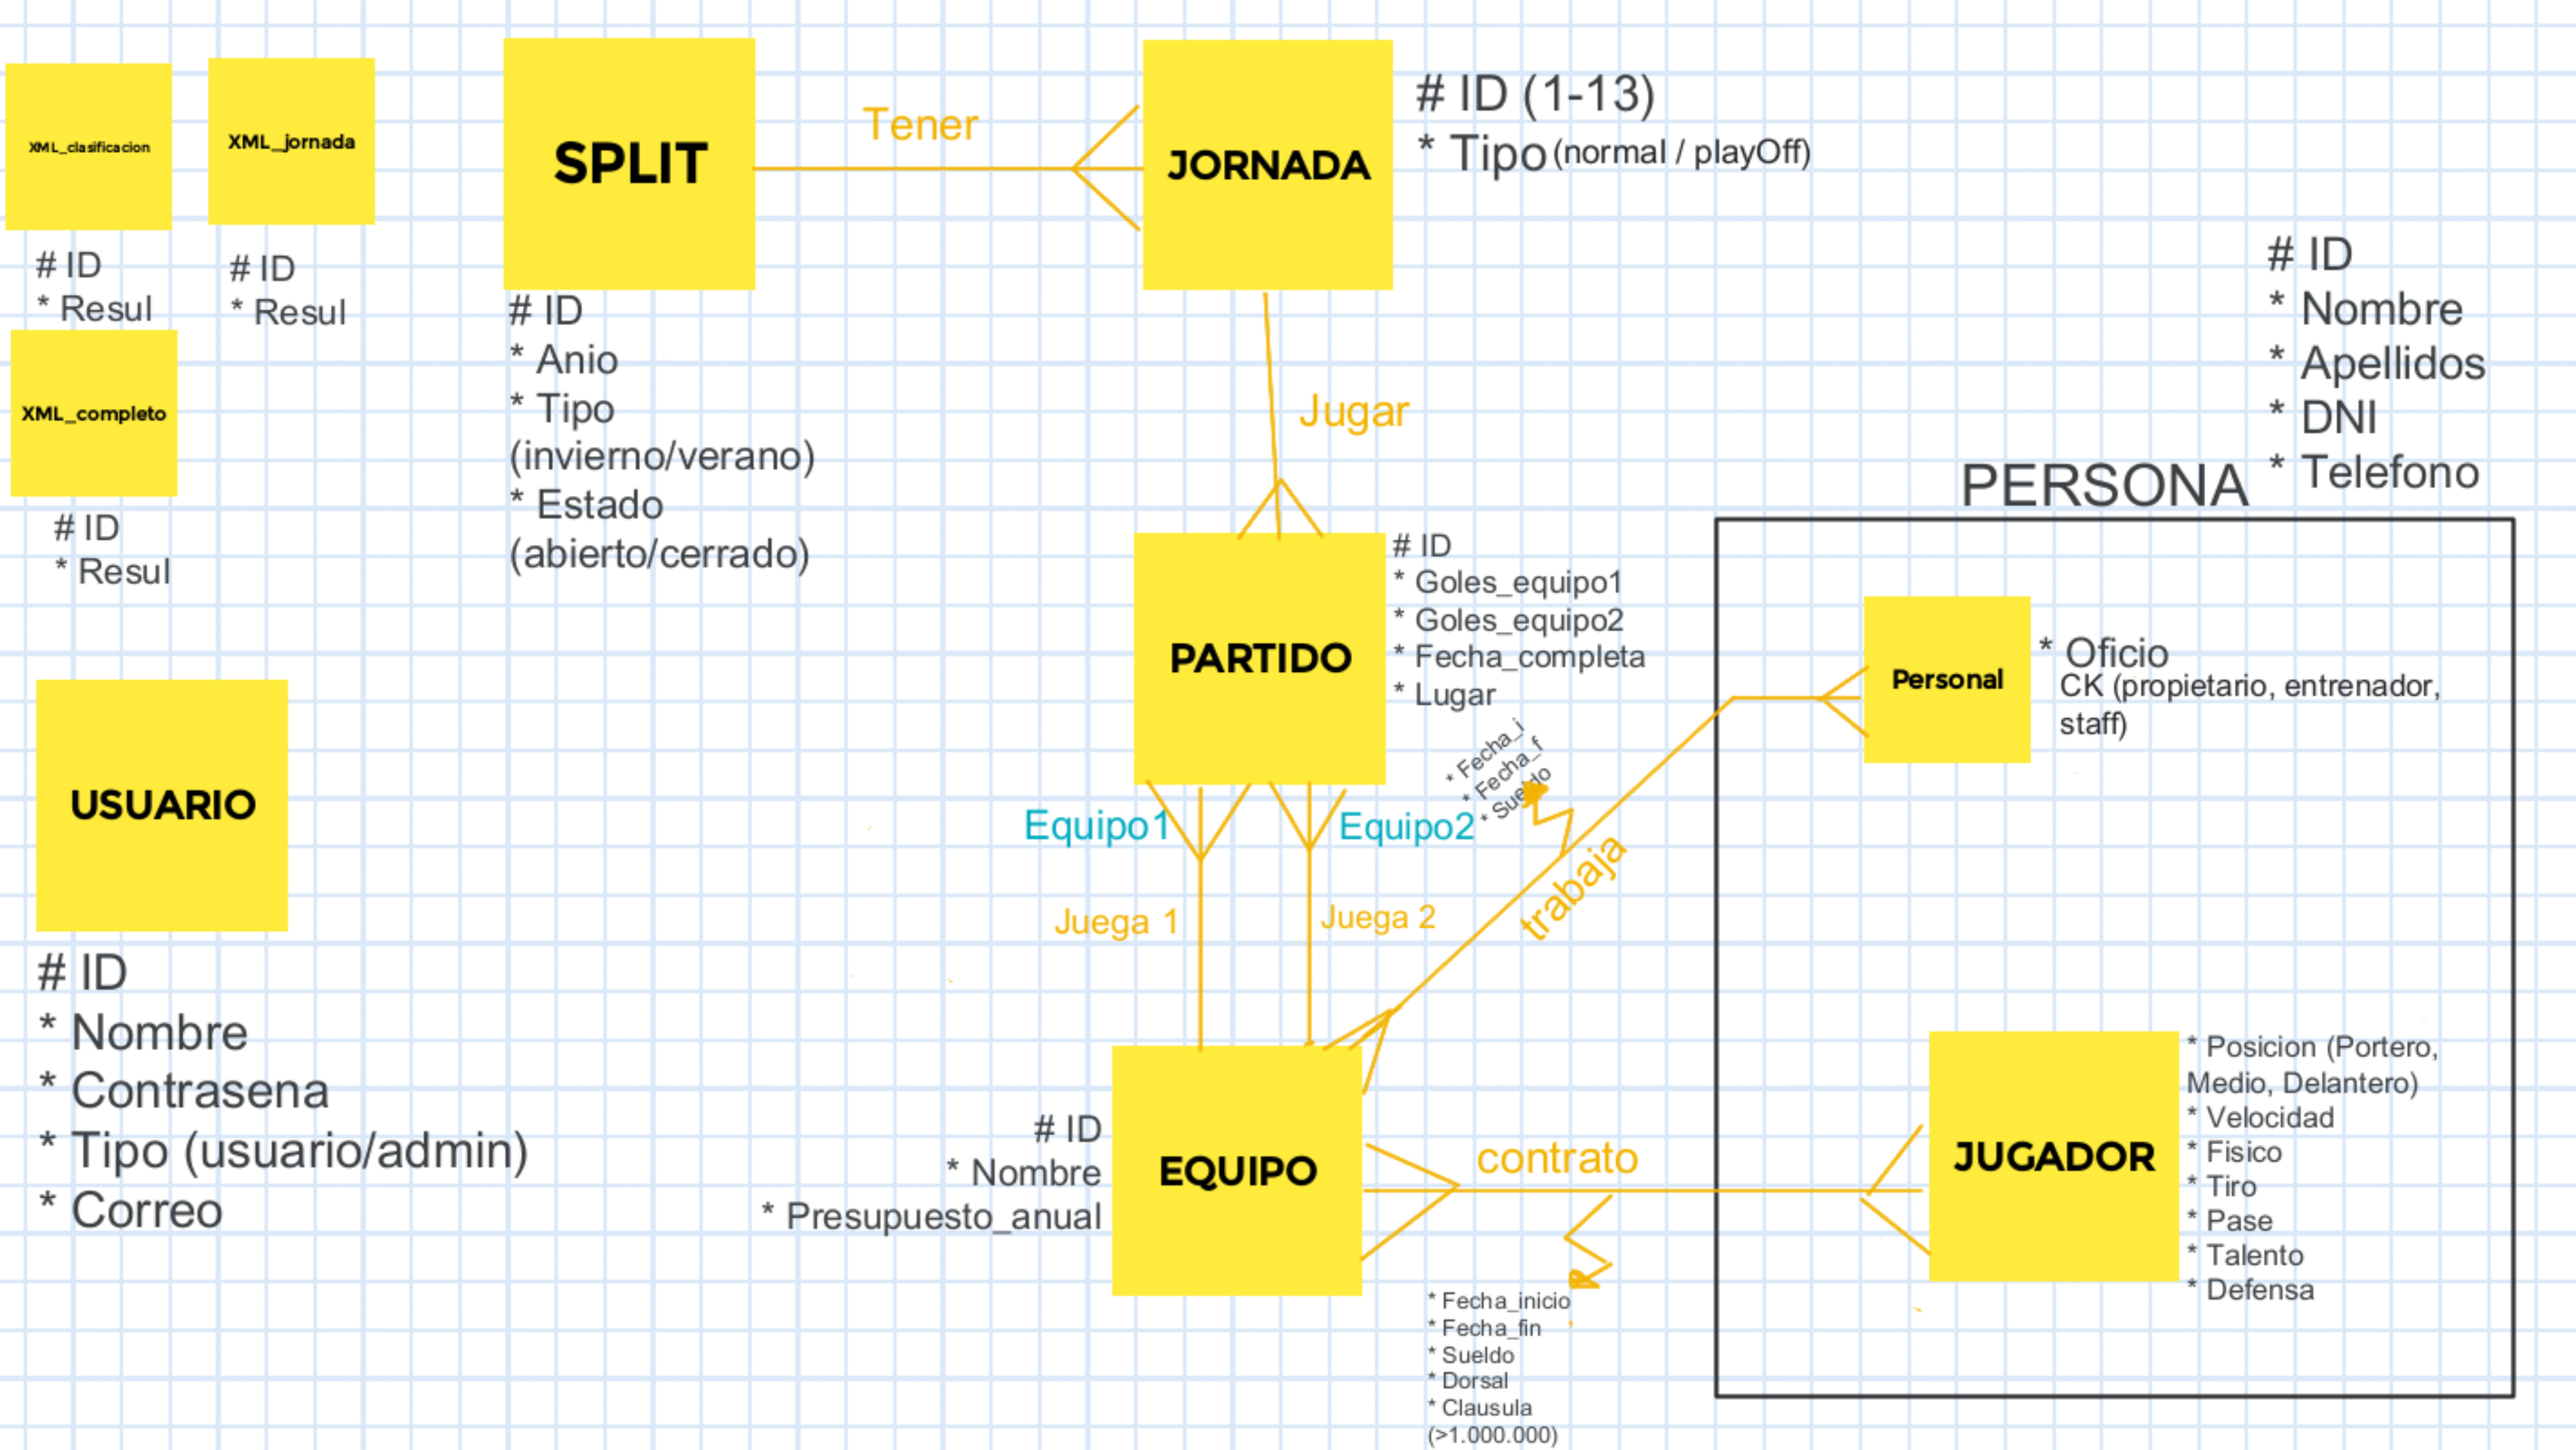 XML_clasificacion
# ID
* Resul
XML_jornada
# ID
* Resul
XML_completo
# ID
* Resul
SPLIT
# ID
* Anio
* Tipo
(invierno/verano)
* Estado
(abierto/cerrado)
Tener
JORNADA
# ID (1-13)
* Tipo (normal / playOff)
Jugar
PARTIDO
# ID
* Goles_equipo1
* Goles_equipo2
* Fecha_completa
* Lugar
USUARIO
# ID
* Nombre
* Contrasena
* Tipo (usuario/admin)
* Correo
Equipo1
Equipo2
Juega 1
Juega 2
* Fecha_i
* Fecha_f
* Sueldo
trabaja
EQUIPO
# ID
* Nombre
* Presupuesto_anual
contrato
* Fecha_inicio
* Fecha_fin
* Sueldo
* Dorsal
* Clausula
(>1.000.000)
PERSONA
# ID
* Nombre
* Apellidos
* DNI
* Telefono
Personal
* Oficio
CK (propietario, entrenador,
staff)
JUGADOR
* Posicion (Portero,
Medio, Delantero)
* Velocidad
* Fisico
* Tiro
* Pase
* Talento
* Defensa